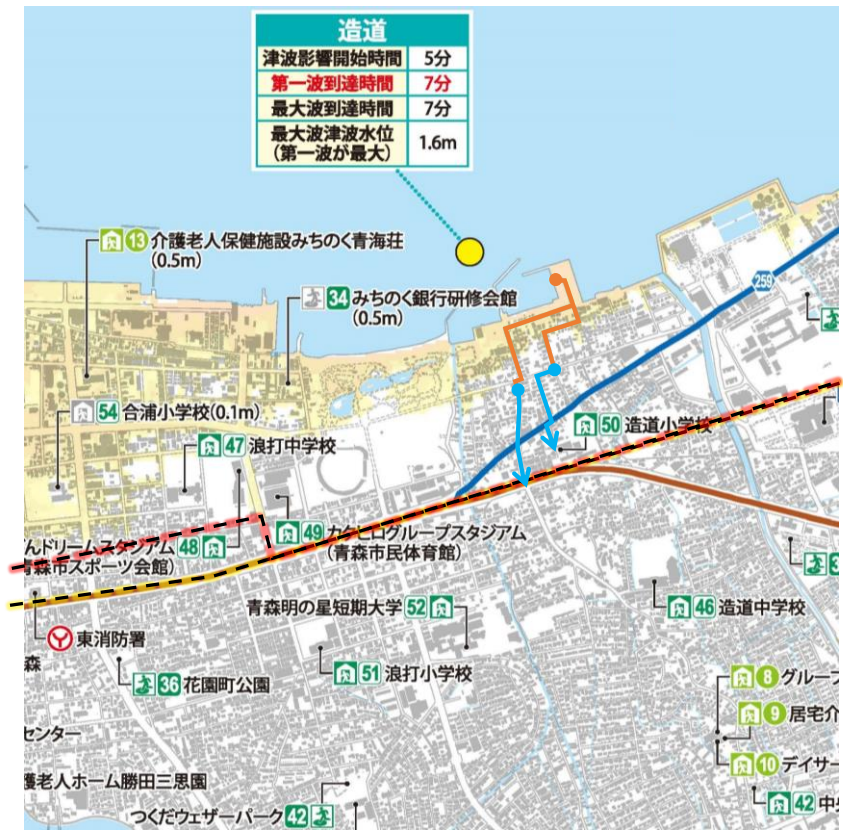 造道
津波影響開始時間 5分
第一波到達時間 7分
最大波到達時間 7分
最大波津波水位
(第一波が最大) 1.6m
13 介護老人保健施設みちのく青海荘
(0.5m)
259
34 みちのく銀行研修会館
(0.5m)
54 合浦小学校(0.1m)
50 造道小学校
47 浪打中学校
49 カクヒログループスタジアム
(青森市民体育館)
んドリームスタジアム 48
青森市スポーツ会館)
青森明の星短期大学 52
46 造道中学校
東消防署
森
36 花園町公園
51 浪打小学校
8 グループ
9 居宅介
センター
10 デイサー
護老人ホーム勝田三思園
42 中央
つくだウェザーパーク 42